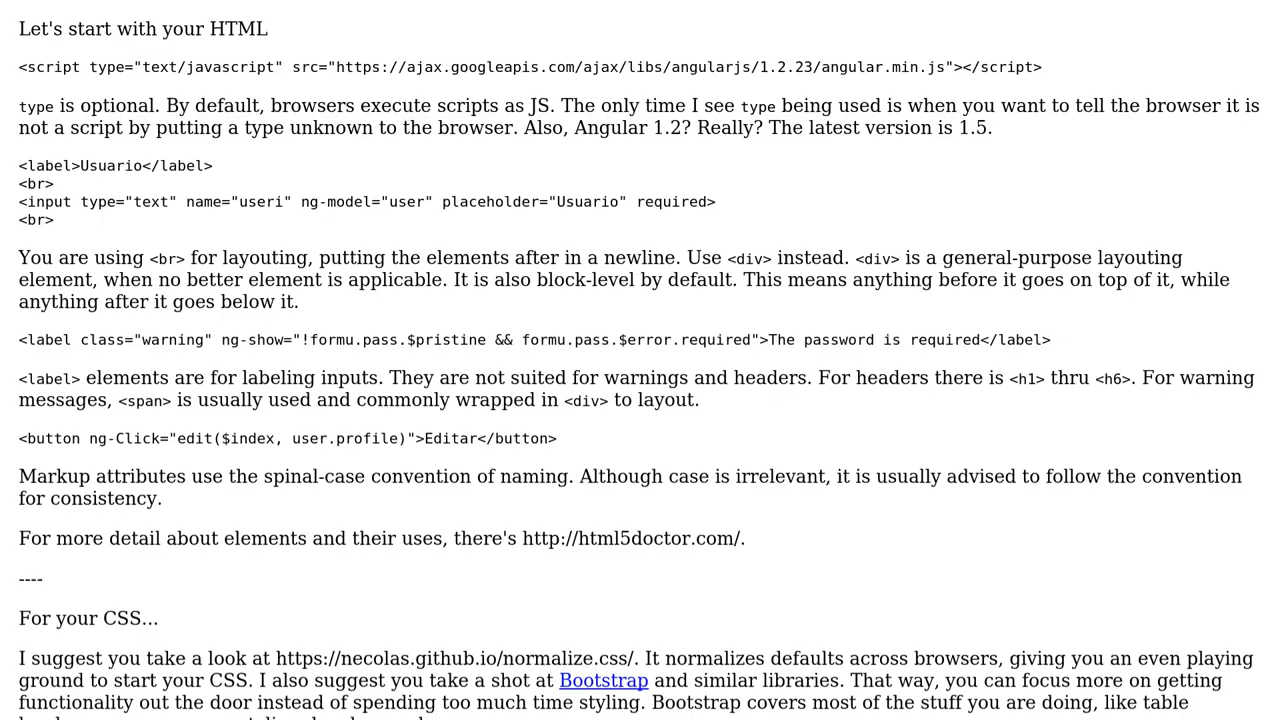 Let's start with your HTML
<script type="text/javascript" src="https://ajax.googleapis.com/ajax/libs/angularjs/1.2.23/angular.min.js"></script>
type is optional. By default, browsers execute scripts as JS. The only time I see type being used is when you want to tell the browser it is
not a script by putting a type unknown to the browser. Also, Angular 1.2? Really? The latest version is 1.5.
<label>Usuario</label>
<br>
<input type="text" name="useri" ng-model="user" placeholder="Usuario" required>
<br>
You are using <br> for layouting, putting the elements after in a newline. Use <div> instead. <div> is a general-purpose layouting
element, when no better element is applicable. It is also block-level by default. This means anything before it goes on top of it, while
anything after it goes below it.
<label class="warning" ng-show="!formu.pass.$pristine && formu.pass.$error.required">The password is required</label>
<label> elements are for labeling inputs. They are not suited for warnings and headers. For headers there is <h1> thru <h6>. For warning
messages, <span> is usually used and commonly wrapped in <div> to layout.
<button ng-Click="edit($index, user.profile)">Editar</button>
Markup attributes use the spinal-case convention of naming. Although case is irrelevant, it is usually advised to follow the convention
for consistency.
For more detail about elements and their uses, there's http://html5doctor.com/.
----
For your CSS...
I suggest you take a look at https://necolas.github.io/normalize.css/. It normalizes defaults across browsers, giving you an even playing
ground to start your CSS. I also suggest you take a shot at Bootstrap and similar libraries. That way, you can focus more on getting
functionality out the door instead of spending too much time styling. Bootstrap covers most of the stuff you are doing, like table